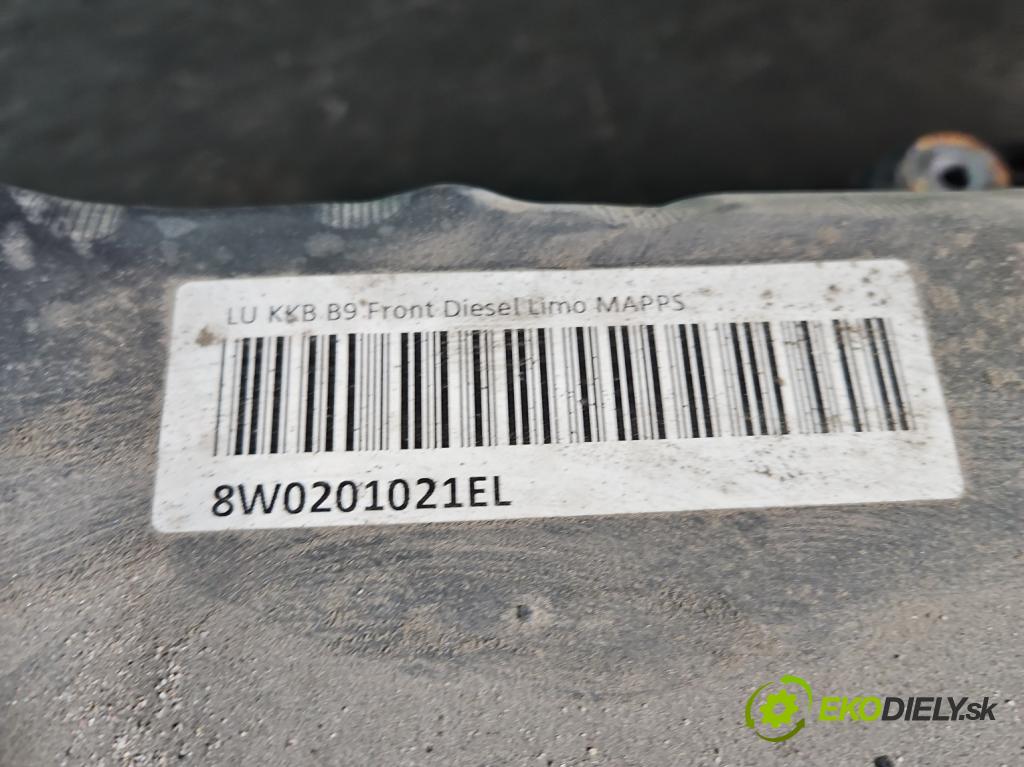 LU KKB B9 Front Diesel Limo MAPPS
8W0201021EL
EKODIELY.sk